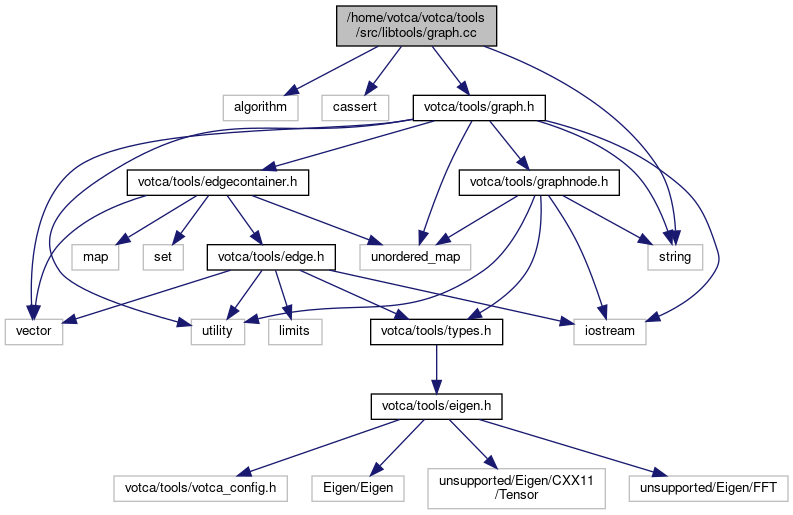 /home/votca/votca/tools
/src/libtools/graph.cc
algorithm
cassert
votca/tools/graph.h
votca/tools/edgecontainer.h
votca/tools/graphnode.h
map
set
votca/tools/edge.h
unordered_map
string
vector
utility
limits
votca/tools/types.h
iostream
votca/tools/eigen.h
votca/tools/votca_config.h
Eigen/Eigen
unsupported/Eigen/CXX11
/Tensor
unsupported/Eigen/FFT